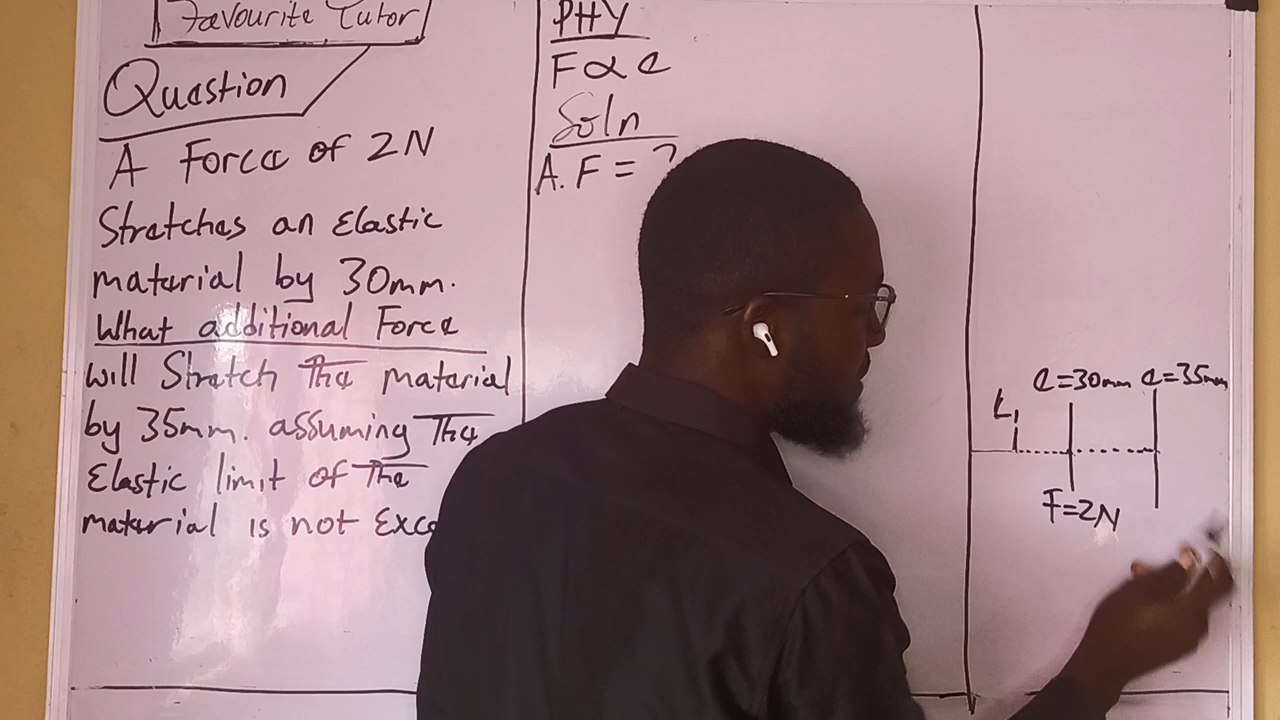 Favourite Tutor
Question
A Force of 2N
Stretches an Elastic
material by 30mm.
What additional Force
will Stretch The material
by 35mm. assuming The
Elastic limit of The
material is not Exce
PHY
F ∝ e
Soln
A. F = ?
e=30mm e=35mm
L1
F=2N